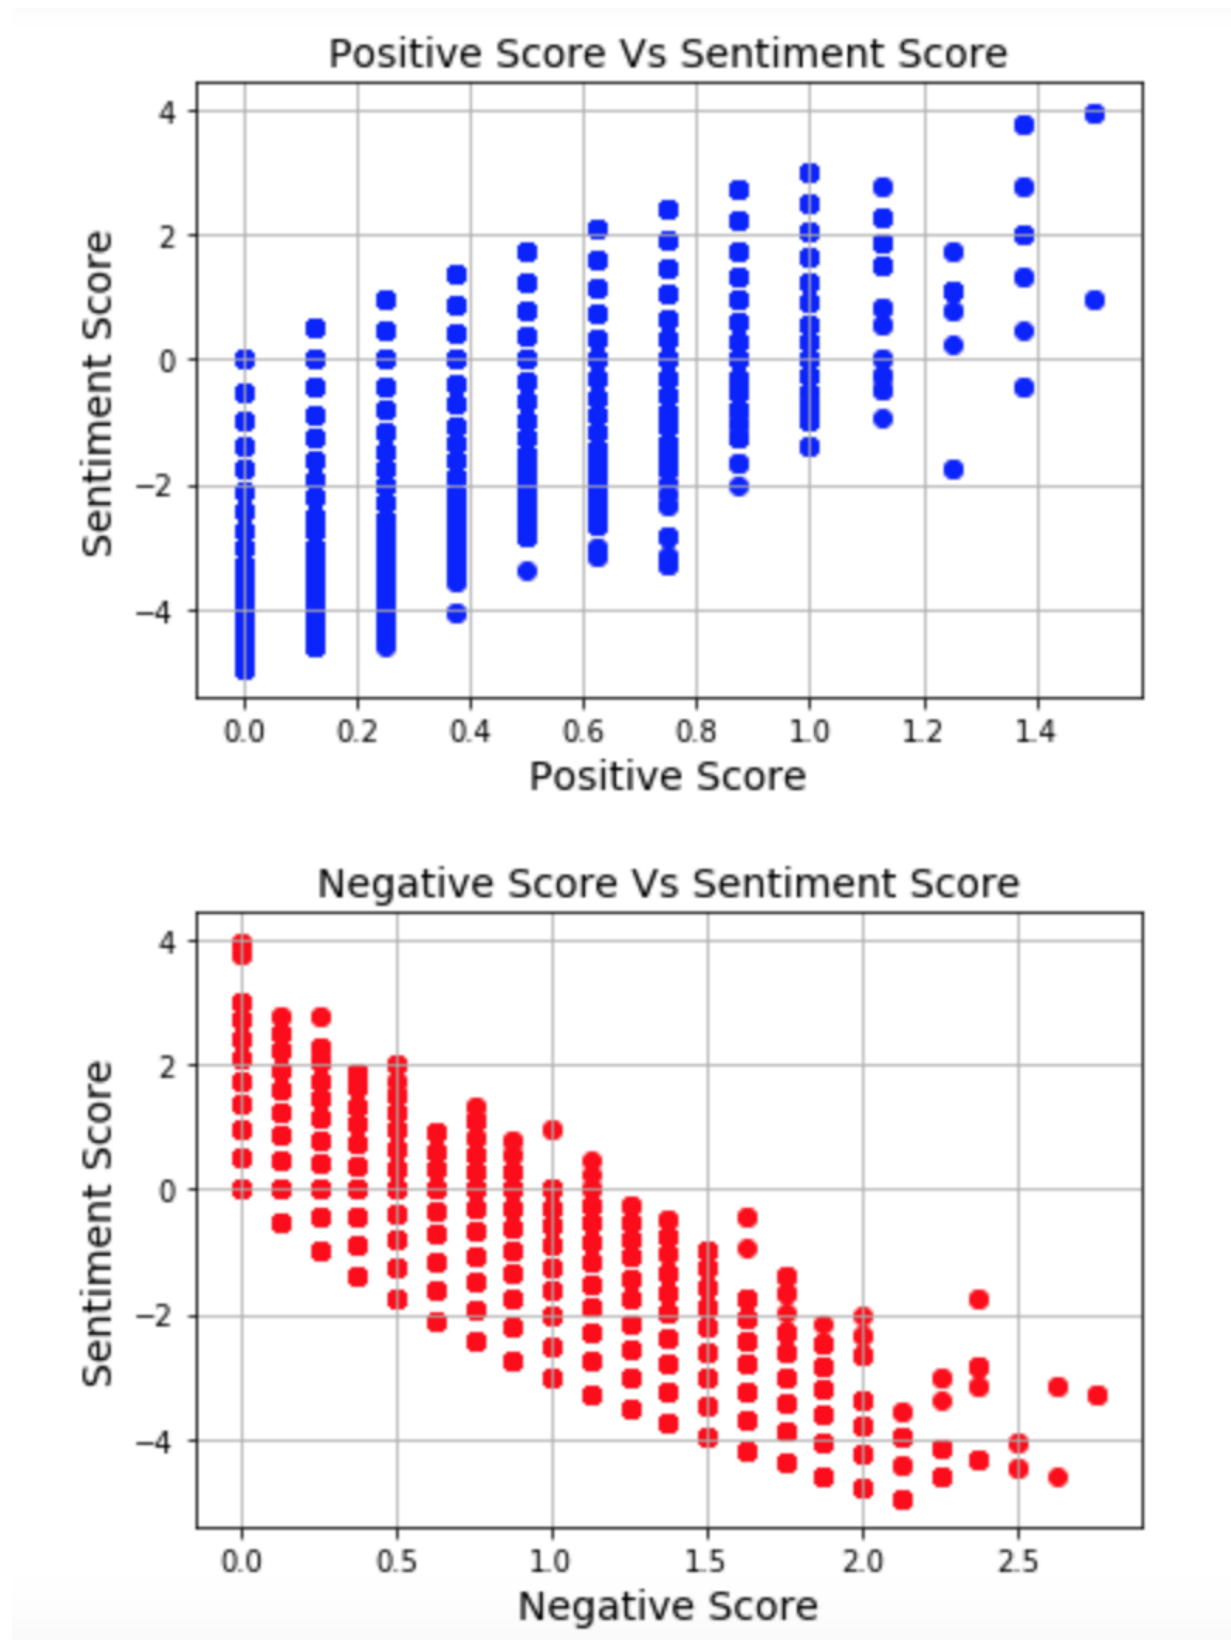 Positive Score Vs Sentiment Score
4
2
0
−2
−4
Sentiment Score
0.0 0.2 0.4 0.6 0.8 1.0 1.2 1.4
Positive Score
Negative Score Vs Sentiment Score
4
2
0
−2
−4
Sentiment Score
0.0 0.5 1.0 1.5 2.0 2.5
Negative Score